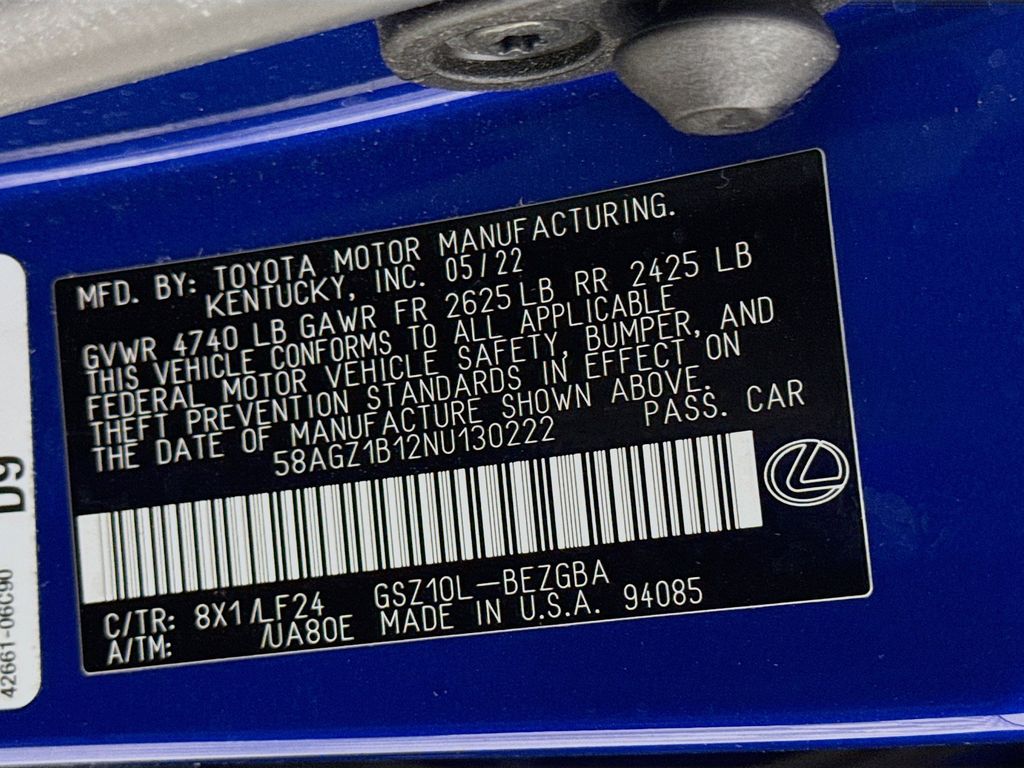 MFD. BY: TOYOTA MOTOR MANUFACTURING.
KENTUCKY, INC. 05/22
GVWR 4740 LB GAWR FR 2625 LB RR 2425 LB
THIS VEHICLE CONFORMS TO ALL APPLICABLE
FEDERAL MOTOR VEHICLE SAFETY, BUMPER, AND
THEFT PREVENTION STANDARDS IN EFFECT ON
THE DATE OF MANUFACTURE SHOWN ABOVE.
58AGZ1B12NU130222 PASS. CAR
C/TR: 8X1/LF24 GSZ10L-BEZGBA
A/TM: /UA80E MADE IN U.S.A. 94085
D9
42661-06C90